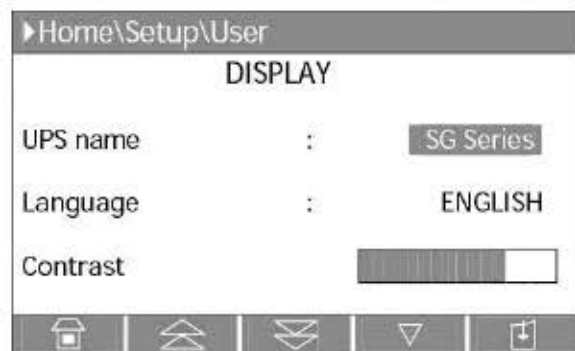 Home\Setup\User
DISPLAY
UPS name : SG Series
Language : ENGLISH
Contrast